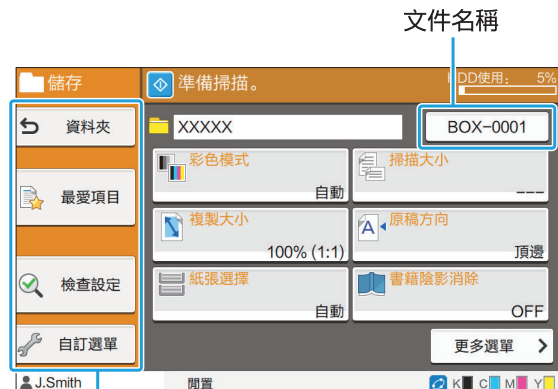 文件名稱
儲存
準備掃描。
HDD使用： 5%
資料夾
XXXXX
BOX-0001
彩色模式
自動
掃描大小
---
最愛項目
複製大小
100% (1:1)
原稿方向
頂邊
檢查設定
紙張選擇
自動
書籍陰影消除
OFF
自訂選單
更多選單
J.Smith
閒置
K C M Y